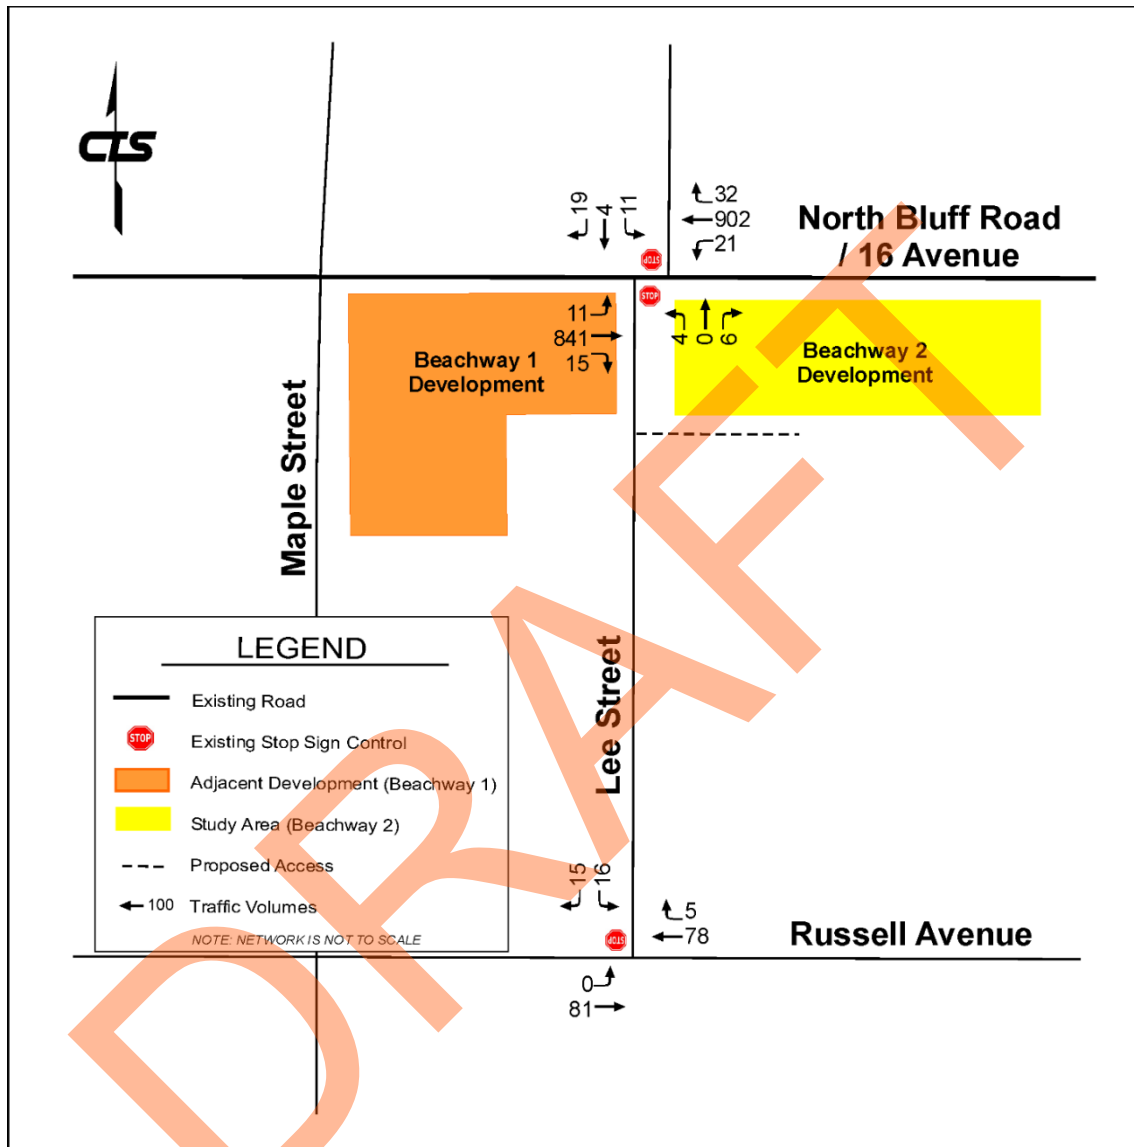 CTS
19
4
11
32
902
21
North Bluff Road
/ 16 Avenue
STOP
STOP
11
841
15
4
0
6
Beachway 1
Development
Beachway 2
Development
Maple Street
Lee Street
LEGEND
Existing Road
STOP
Existing Stop Sign Control
Adjacent Development (Beachway 1)
Study Area (Beachway 2)
Proposed Access
100
Traffic Volumes
NOTE: NETWORK IS NOT TO SCALE
15
16
5
78
STOP
Russell Avenue
0
81
DRAFT